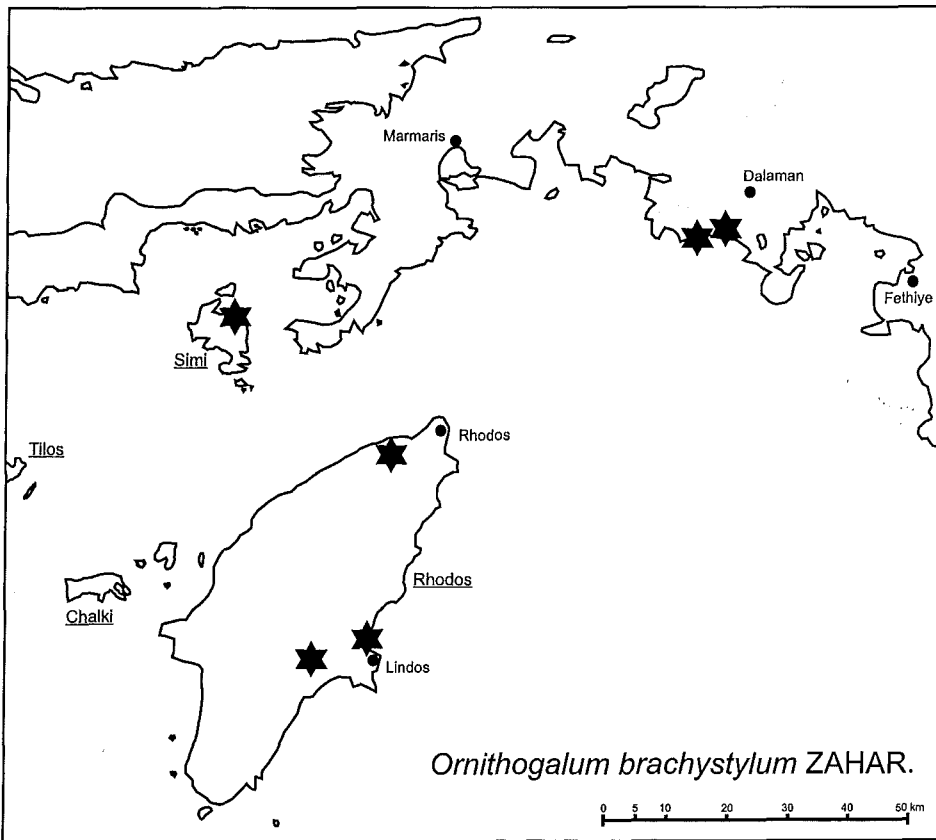 Marmaris
Dalaman
Fethiye
Simi
Rhodos
Tilos
Rhodos
Chalki
Lindos
Ornithogalum brachystylum ZAHAR.
0 5 10 20 30 40 50 km